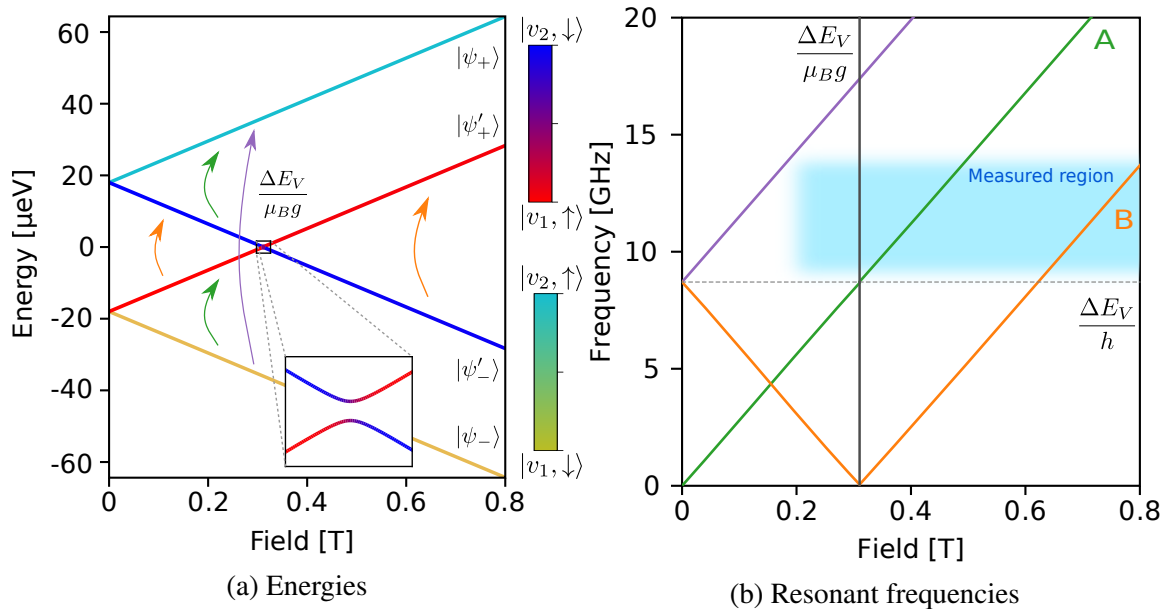 60
40
20
0
-20
-40
-60
Energy [µeV]
0
0.2
0.4
0.6
0.8
Field [T]
|ψ₊⟩
|ψ′₊⟩
|ψ′₋⟩
|ψ₋⟩
ΔE_V
μ_B g
|v₂,↓⟩
|v₁,↑⟩
|v₂,↑⟩
|v₁,↓⟩
(a) Energies
20
15
10
5
0
Frequency [GHz]
0
0.2
0.4
0.6
0.8
Field [T]
ΔE_V
μ_B g
A
Measured region
B
ΔE_V
h
(b) Resonant frequencies